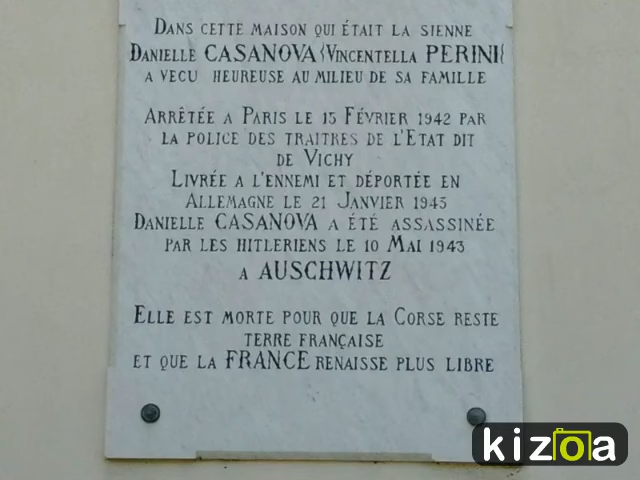 DANS CETTE MAISON QUI ÉTAIT LA SIENNE
DANIELLE CASANOVA {VINCENTELLA PERINI}
A VECU HEUREUSE AU MILIEU DE SA FAMILLE
ARRÊTÉE A PARIS LE 15 FÉVRIER 1942 PAR
LA POLICE DES TRAITRES DE L'ETAT DIT
DE VICHY
LIVRÉE A L'ENNEMI ET DÉPORTÉE EN
ALLEMAGNE LE 21 JANVIER 1943
DANIELLE CASANOVA A ÉTÉ ASSASSINÉE
PAR LES HITLERIENS LE 10 MAI 1943
A AUSCHWITZ
ELLE EST MORTE POUR QUE LA CORSE RESTE
TERRE FRANÇAISE
ET QUE LA FRANCE RENAISSE PLUS LIBRE
kizoa